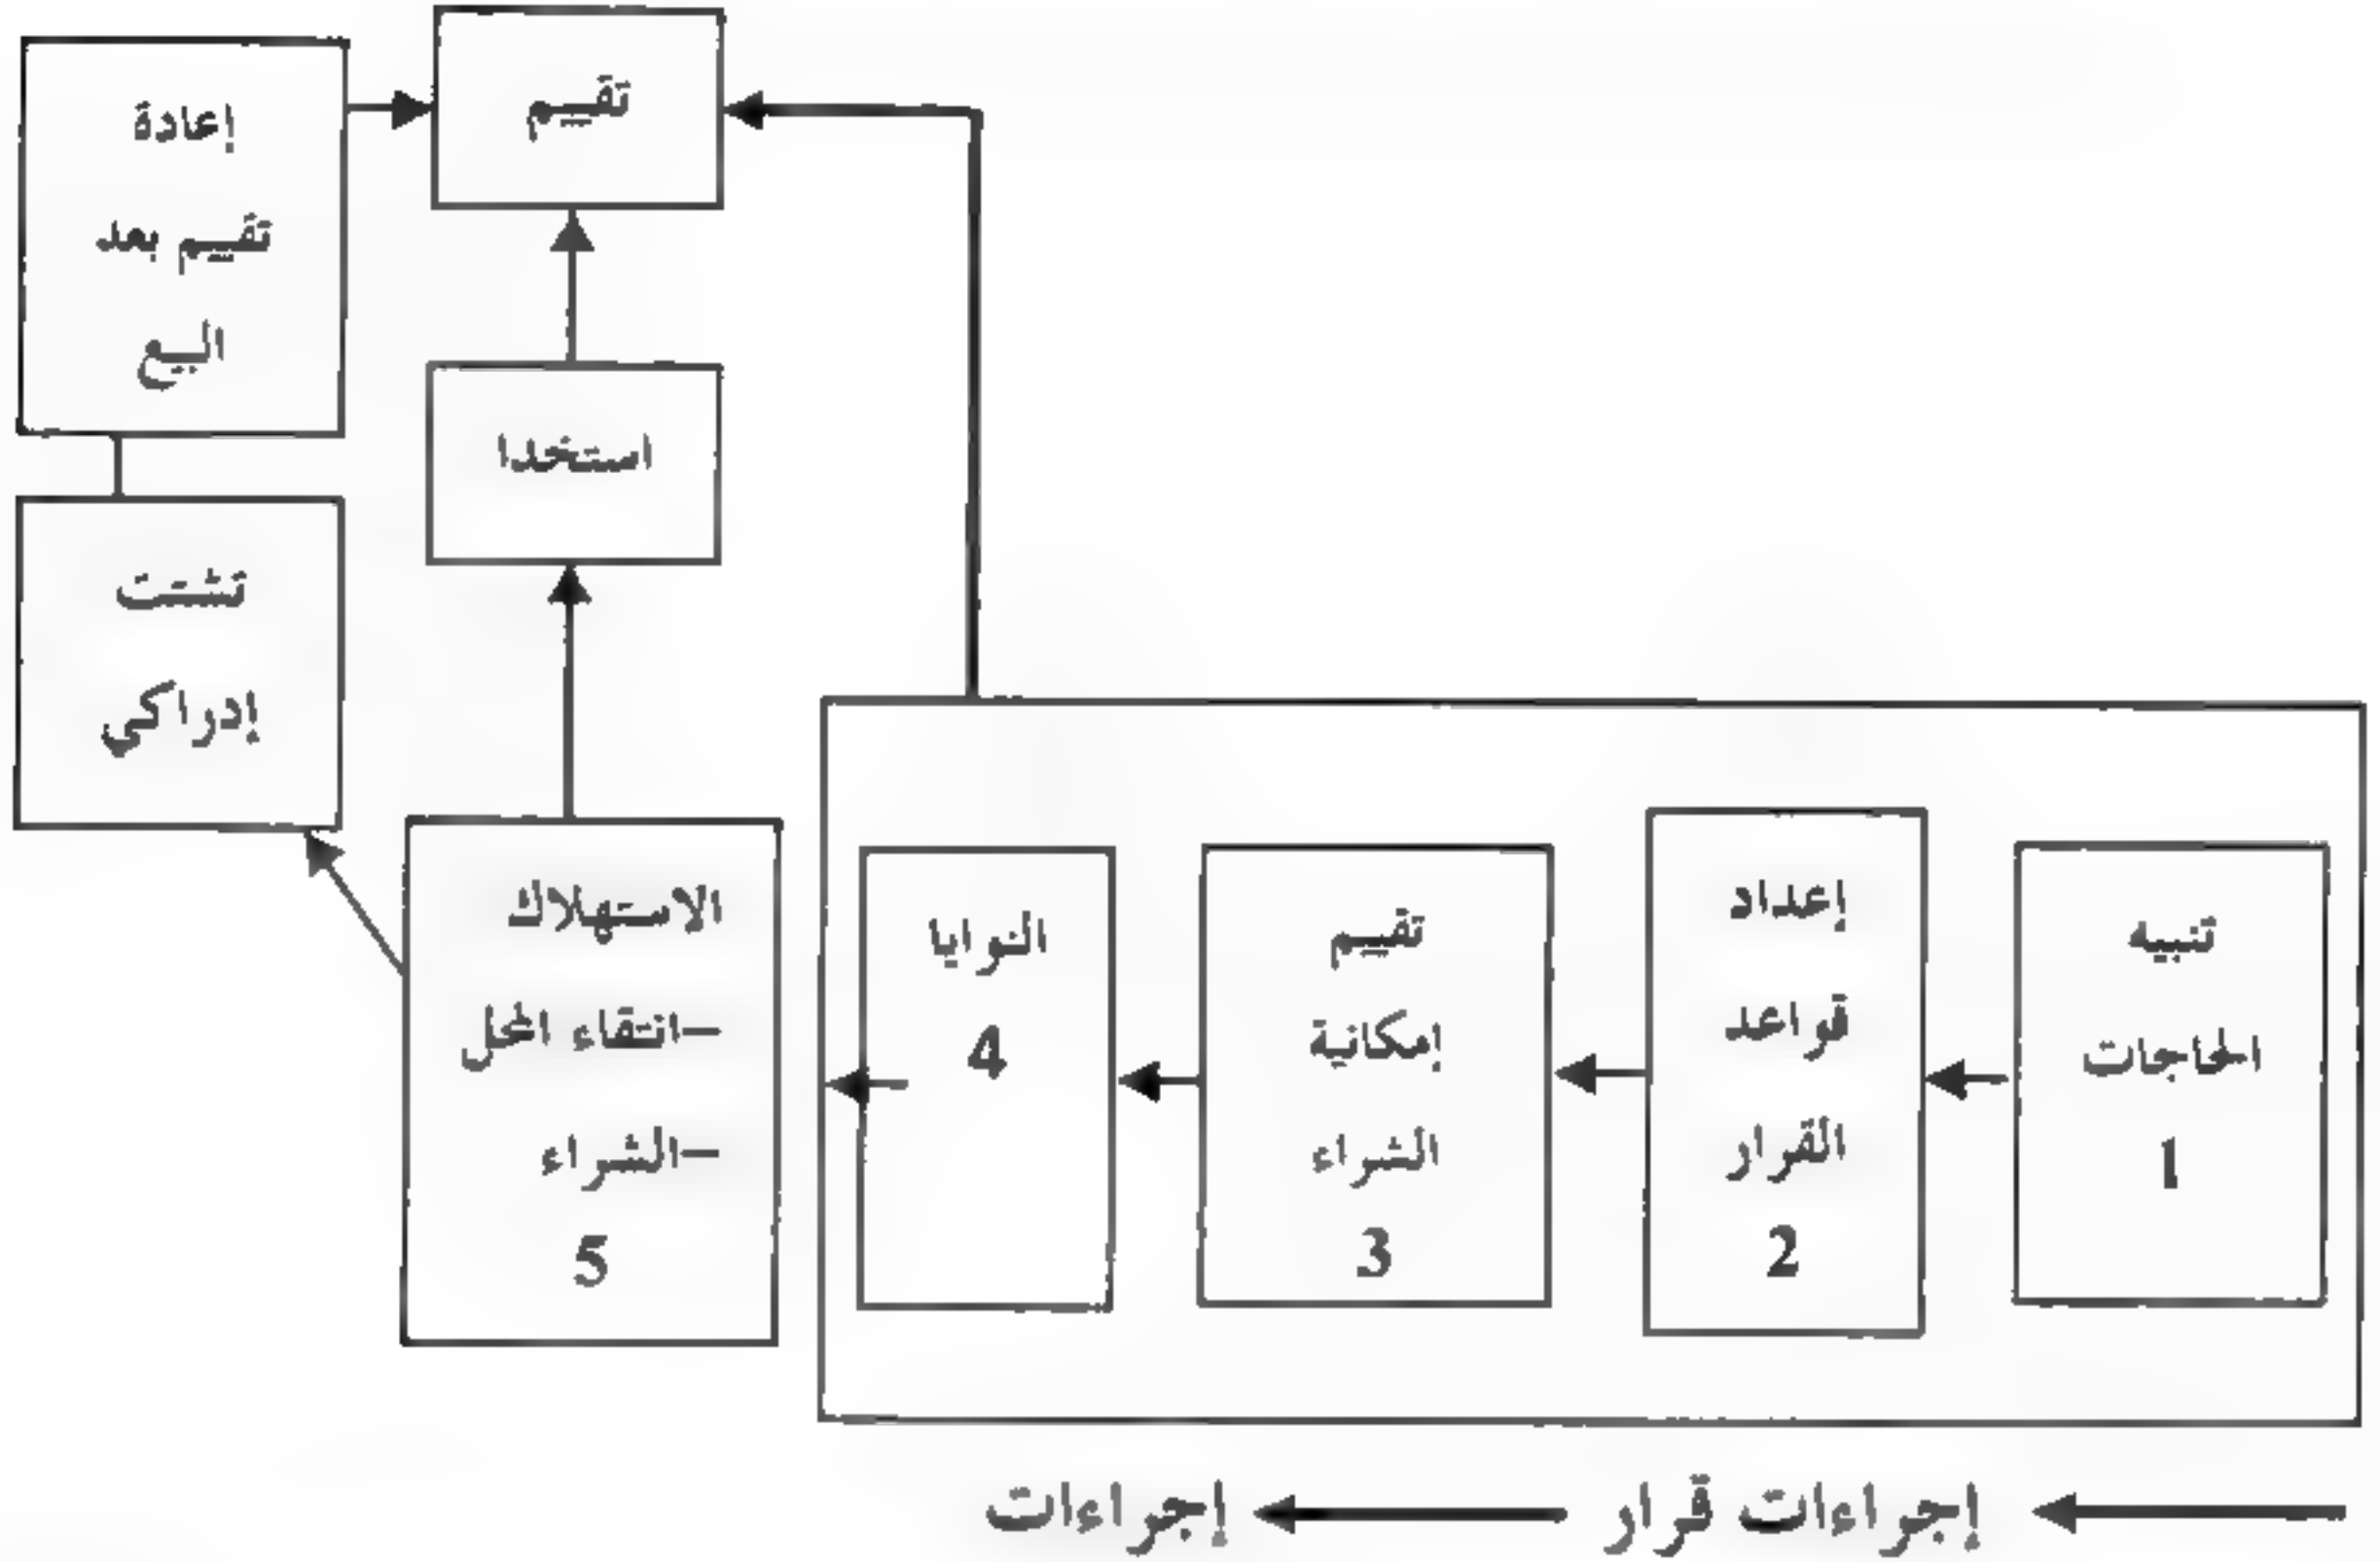 إعادة
تقيم بعد
البيع
تقيم
استخدا
تشتت
إدراكي
تنبيه
الحاجات
1
إعداد
قواعد
القرار
2
تقيم
إمكانية
الشراء
3
النوايا
4
الاستهلاك
–انتقاء المحل
–الشراء
5
إجراءات قرار
إجراءات